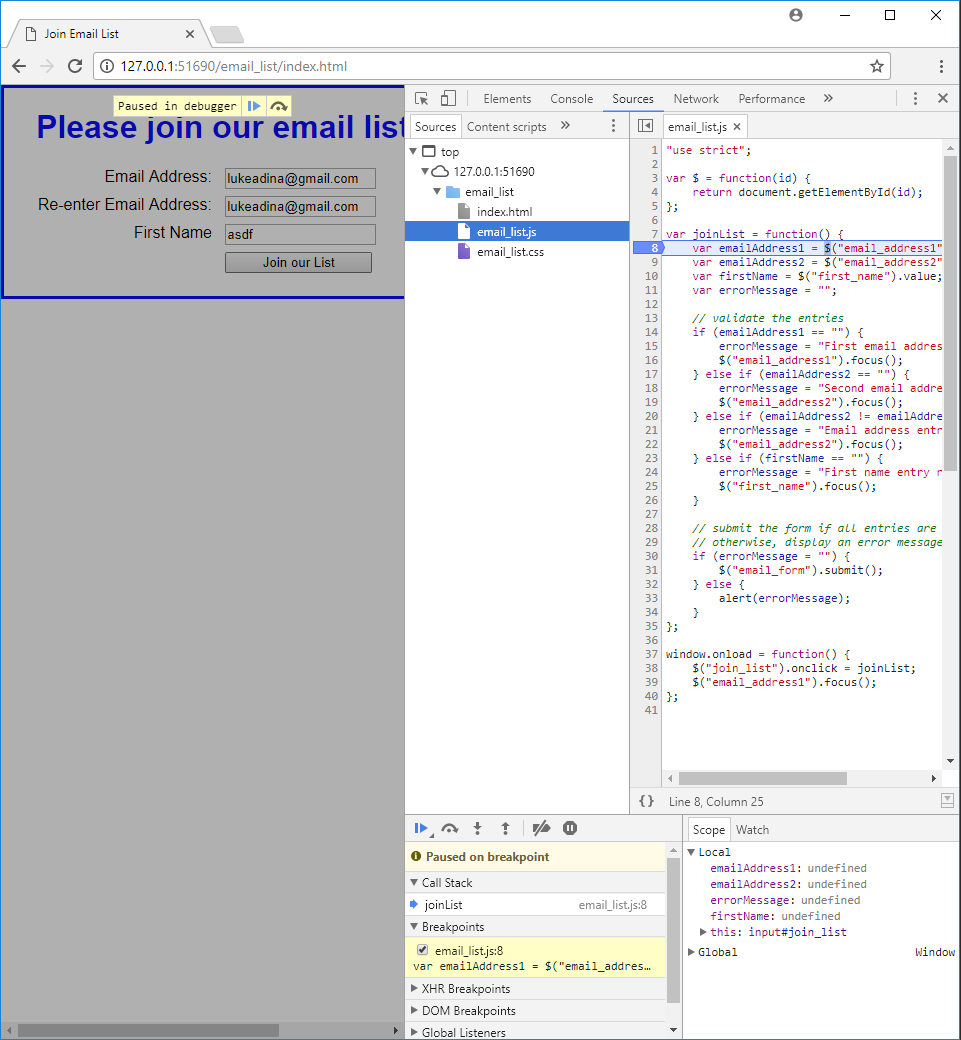 Join Email List
127.0.0.1:51690/email_list/index.html
Paused in debugger
Please join our email list
Email Address:
lukeadina@gmail.com
Re-enter Email Address:
lukeadina@gmail.com
First Name
asdf
Join our List
Elements Console Sources Network Performance
Sources Content scripts
top
127.0.0.1:51690
email_list
index.html
email_list.js
email_list.css
email_list.js
1 "use strict";
2
3 var $ = function(id) {
4 return document.getElementById(id);
5 };
6
7 var joinList = function() {
8 var emailAddress1 = $("email_address1"
9 var emailAddress2 = $("email_address2"
10 var firstName = $("first_name").value;
11 var errorMessage = "";
12
13 // validate the entries
14 if (emailAddress1 == "") {
15 errorMessage = "First email addres
16 $("email_address1").focus();
17 } else if (emailAddress2 == "") {
18 errorMessage = "Second email addre
19 $("email_address2").focus();
20 } else if (emailAddress2 != emailAddre
21 errorMessage = "Email address entr
22 $("email_address2").focus();
23 } else if (firstName == "") {
24 errorMessage = "First name entry r
25 $("first_name").focus();
26 }
27
28 // submit the form if all entries are
29 // otherwise, display an error message
30 if (errorMessage = "") {
31 $("email_form").submit();
32 } else {
33 alert(errorMessage);
34 }
35 };
36
37 window.onload = function() {
38 $("join_list").onclick = joinList;
39 $("email_address1").focus();
40 };
41
{} Line 8, Column 25
Paused on breakpoint
Call Stack
joinList email_list.js:8
Breakpoints
email_list.js:8
var emailAddress1 = $("email_addres…
XHR Breakpoints
DOM Breakpoints
Global Listeners
Scope Watch
Local
emailAddress1: undefined
emailAddress2: undefined
errorMessage: undefined
firstName: undefined
this: input#join_list
Global Window